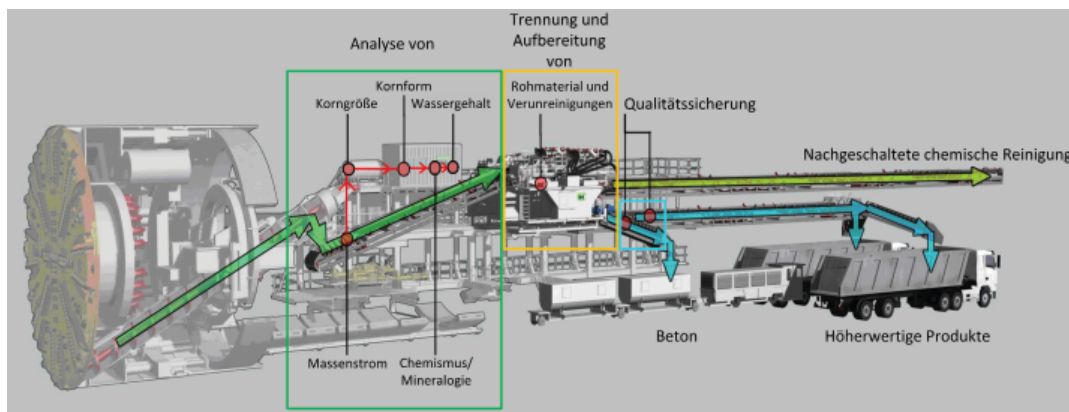 Trennung und
Aufbereitung
von
Analyse von
Kornform
Korngröße
Wassergehalt
Rohmaterial und
Verunreinigungen
Qualitätssicherung
Nachgeschaltete chemische Reinigung
Massenstrom
Chemismus/
Mineralogie
Beton
Höherwertige Produkte